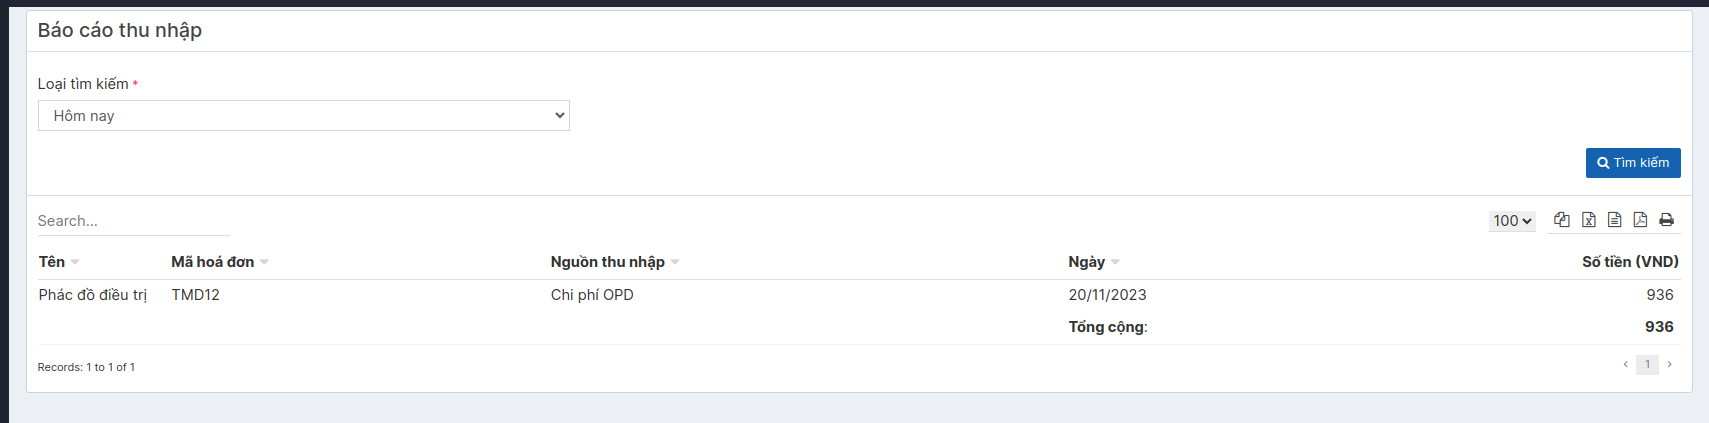 Báo cáo thu nhập
Loại tìm kiếm *
Hôm nay
Tìm kiếm
Search...
100
Tên Mã hoá đơn Nguồn thu nhập Ngày Số tiền (VND)
Phác đồ điều trị TMD12 Chi phí OPD 20/11/2023 936
Tổng cộng: 936
Records: 1 to 1 of 1
‹ 1 ›